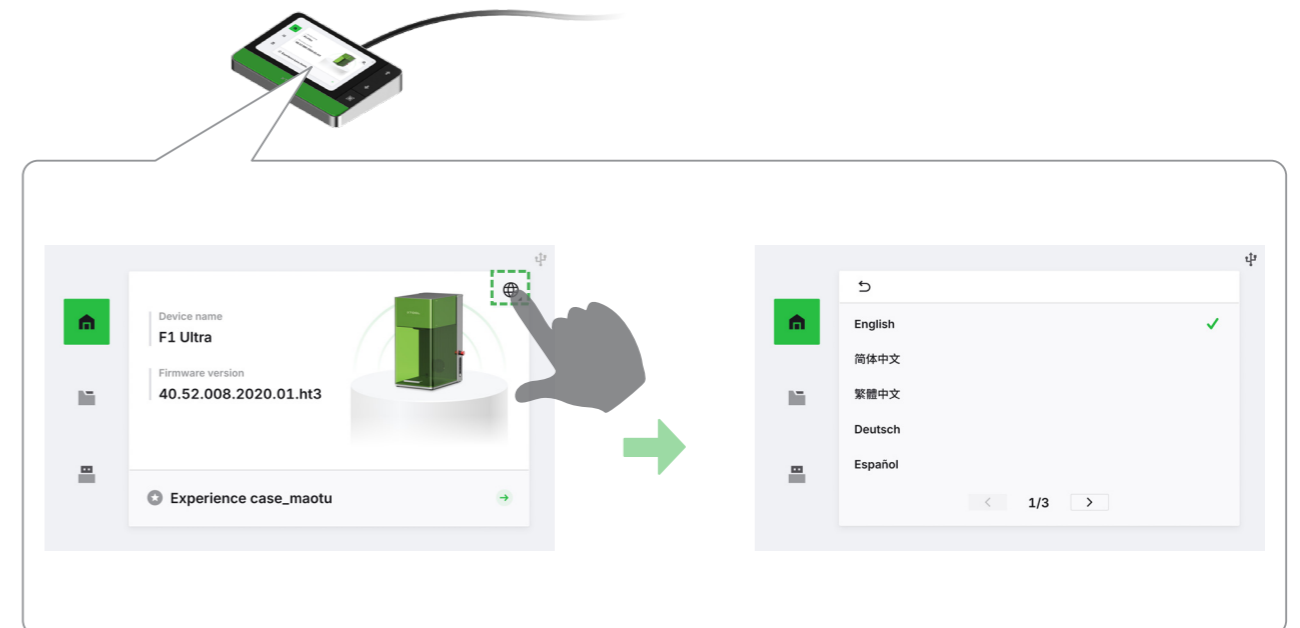 Device name
F1 Ultra
Firmware version
40.52.008.2020.01.ht3
Experience case_maotu
English
简体中文
繁體中文
Deutsch
Español
1/3